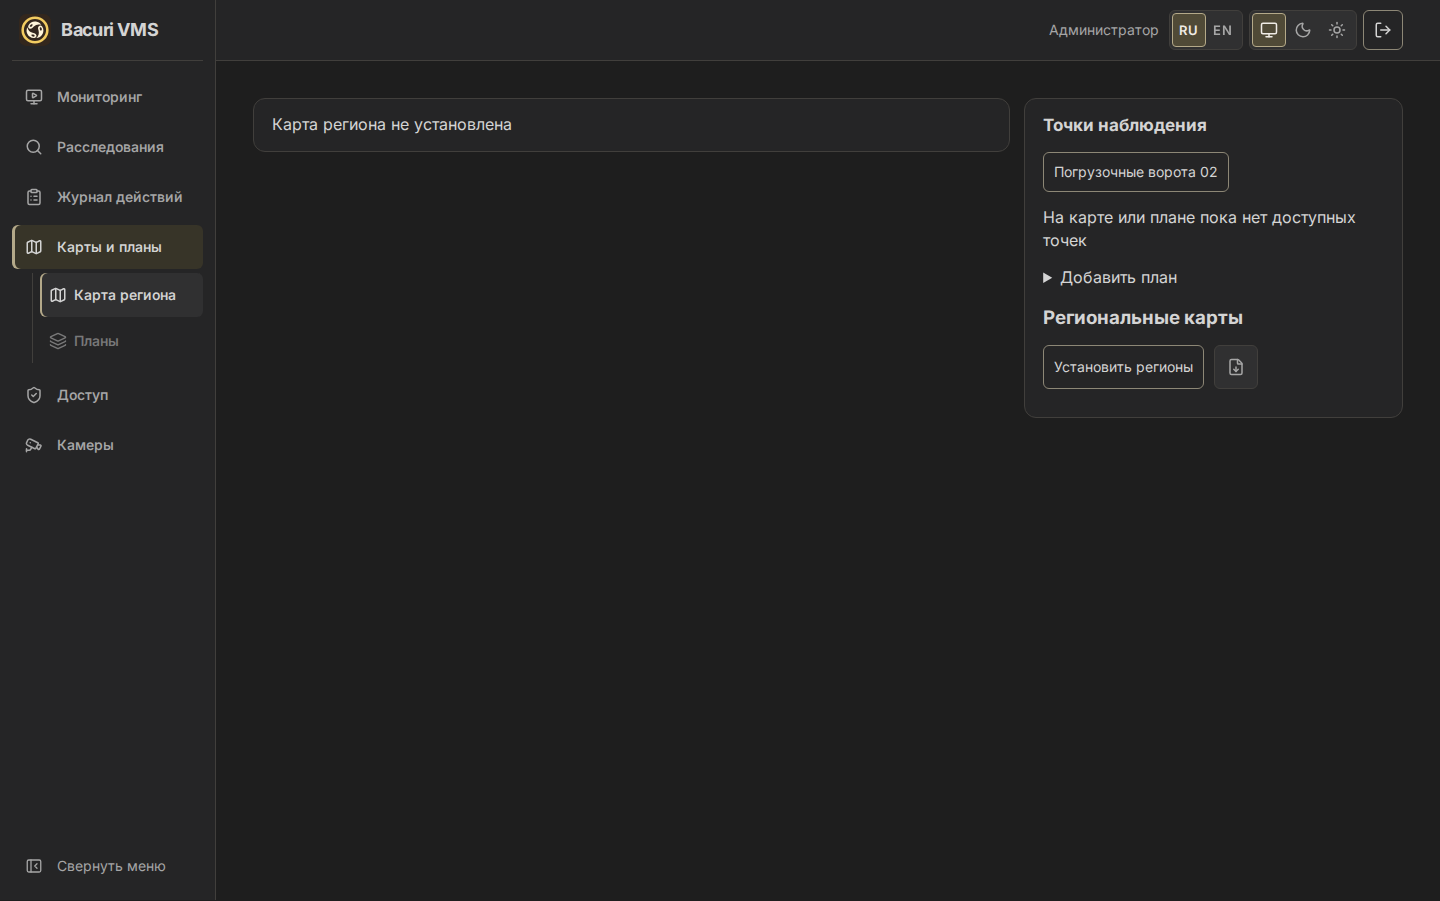 Bacuri VMS
Администратор
RU
EN
Мониторинг
Расследования
Журнал действий
Карты и планы
Карта региона
Планы
Доступ
Камеры
Свернуть меню
Карта региона не установлена
Точки наблюдения
Погрузочные ворота 02
На карте или плане пока нет доступных
точек
Добавить план
Региональные карты
Установить регионы